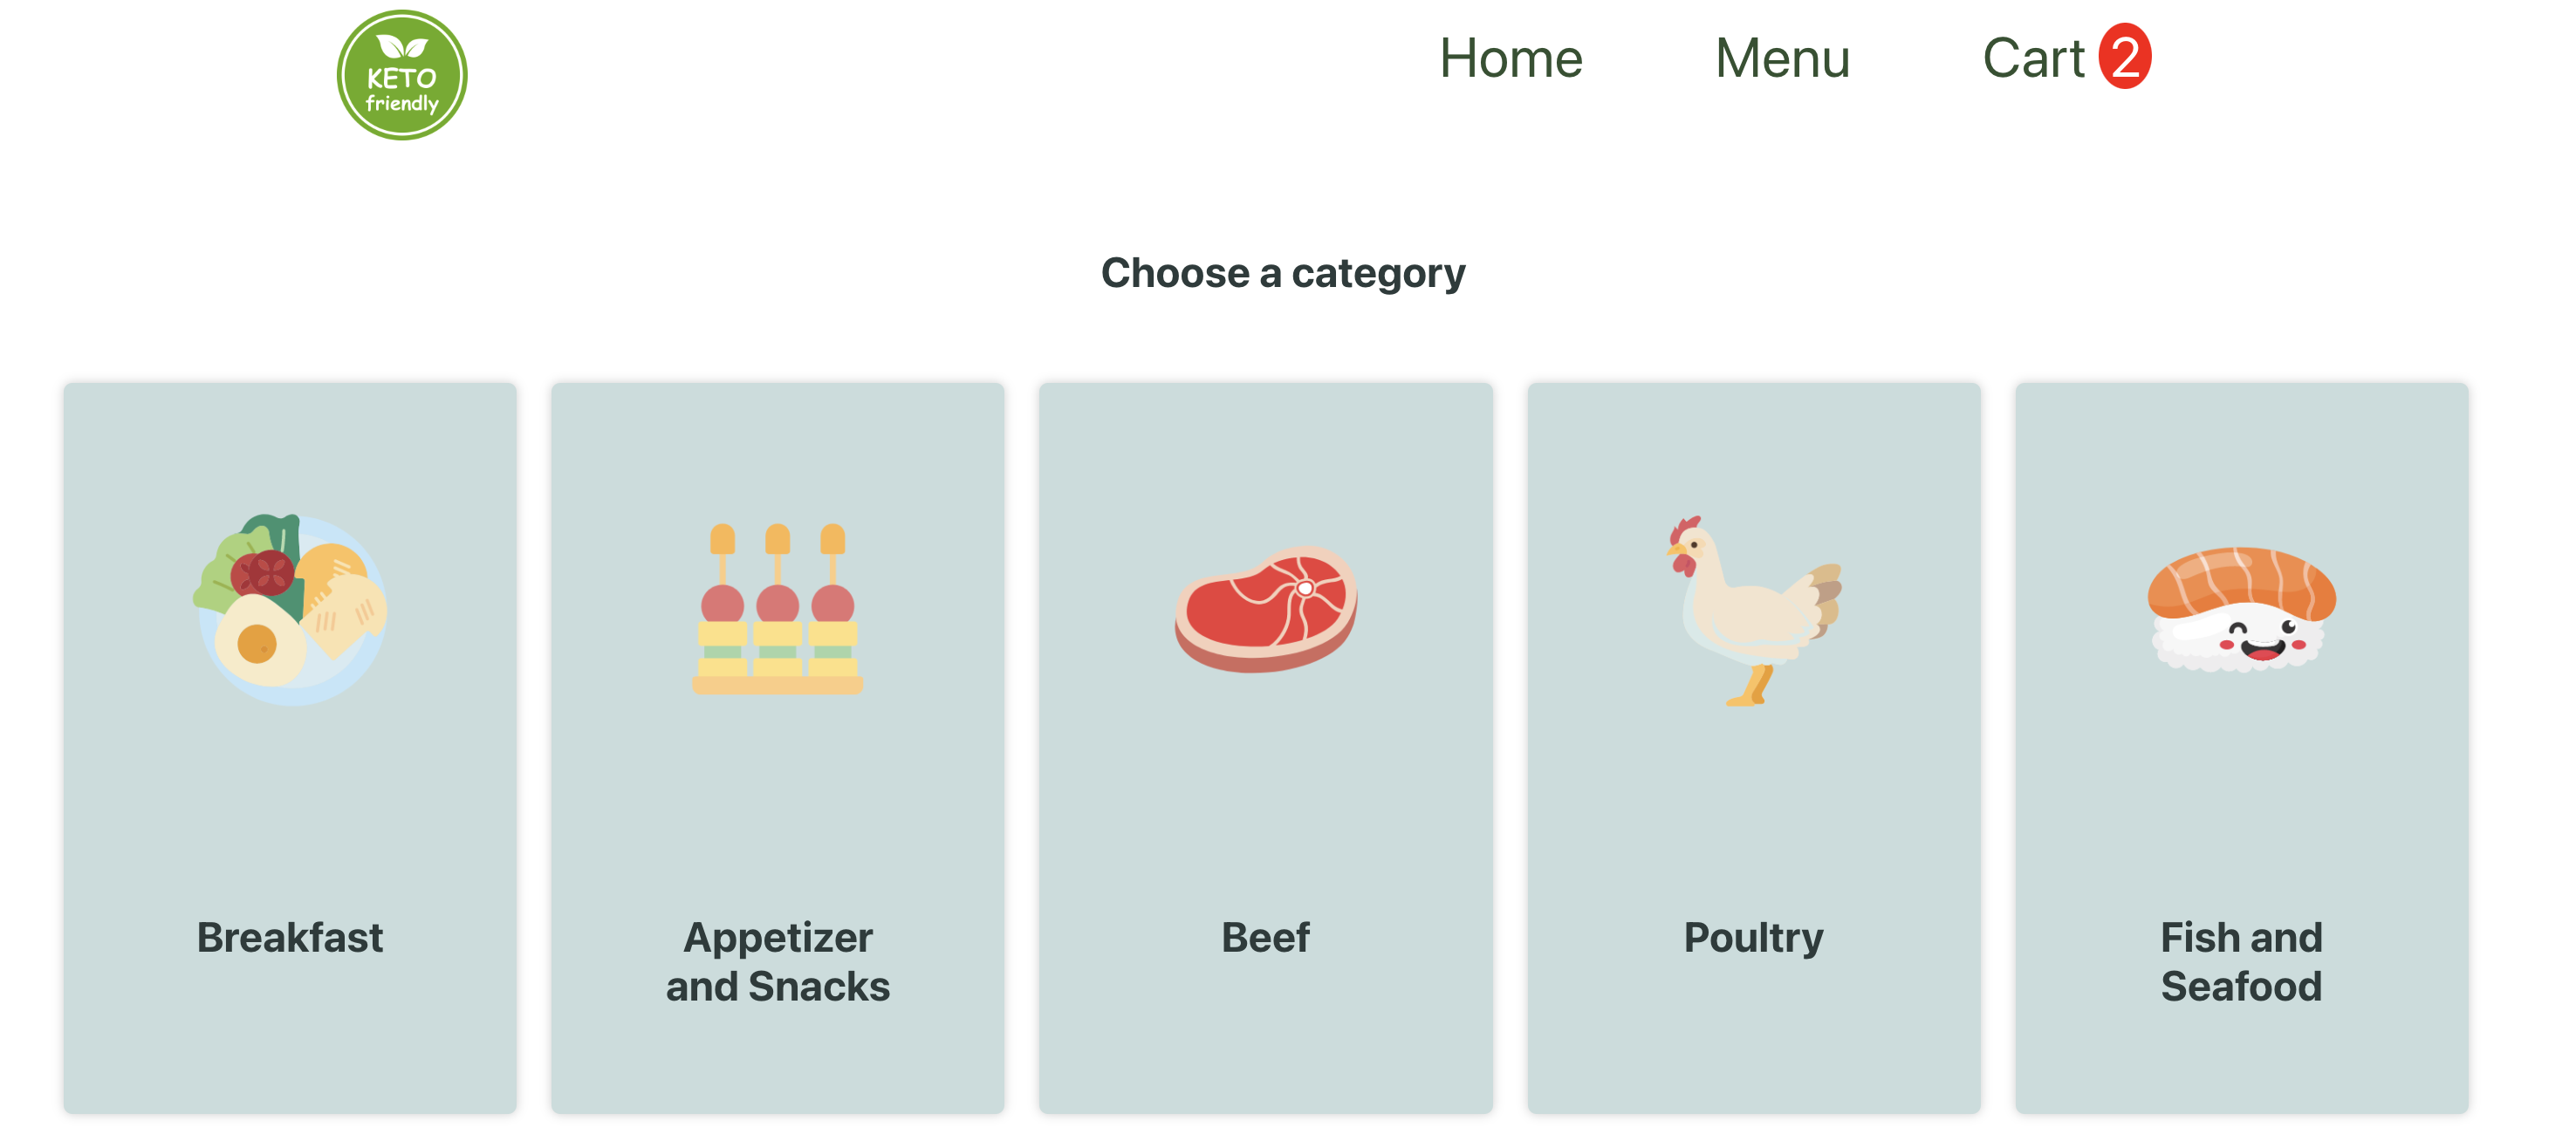 KETO
friendly
Home Menu Cart 2
Choose a category
Breakfast
Appetizer
and Snacks
Beef
Poultry
Fish and
Seafood